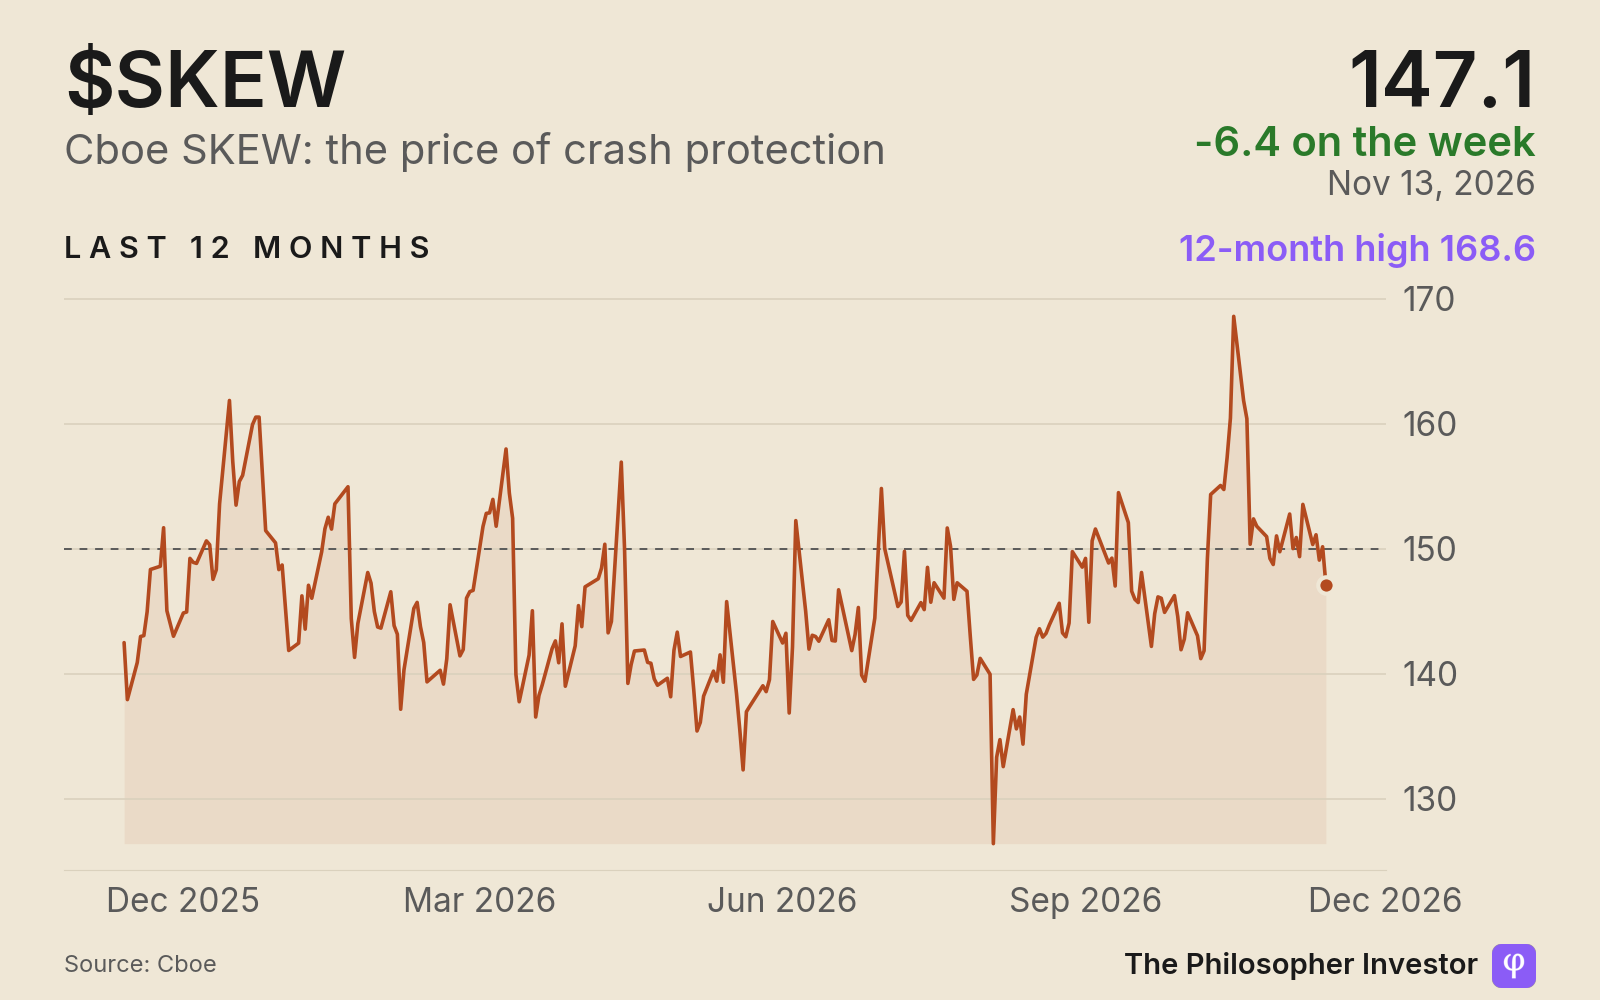 $SKEW
147.1
Cboe SKEW: the price of crash protection
-6.4 on the week
Nov 13, 2026
LAST 12 MONTHS
12-month high 168.6
170
160
150
140
130
Dec 2025
Mar 2026
Jun 2026
Sep 2026
Dec 2026
Source: Cboe
The Philosopher Investor
φ